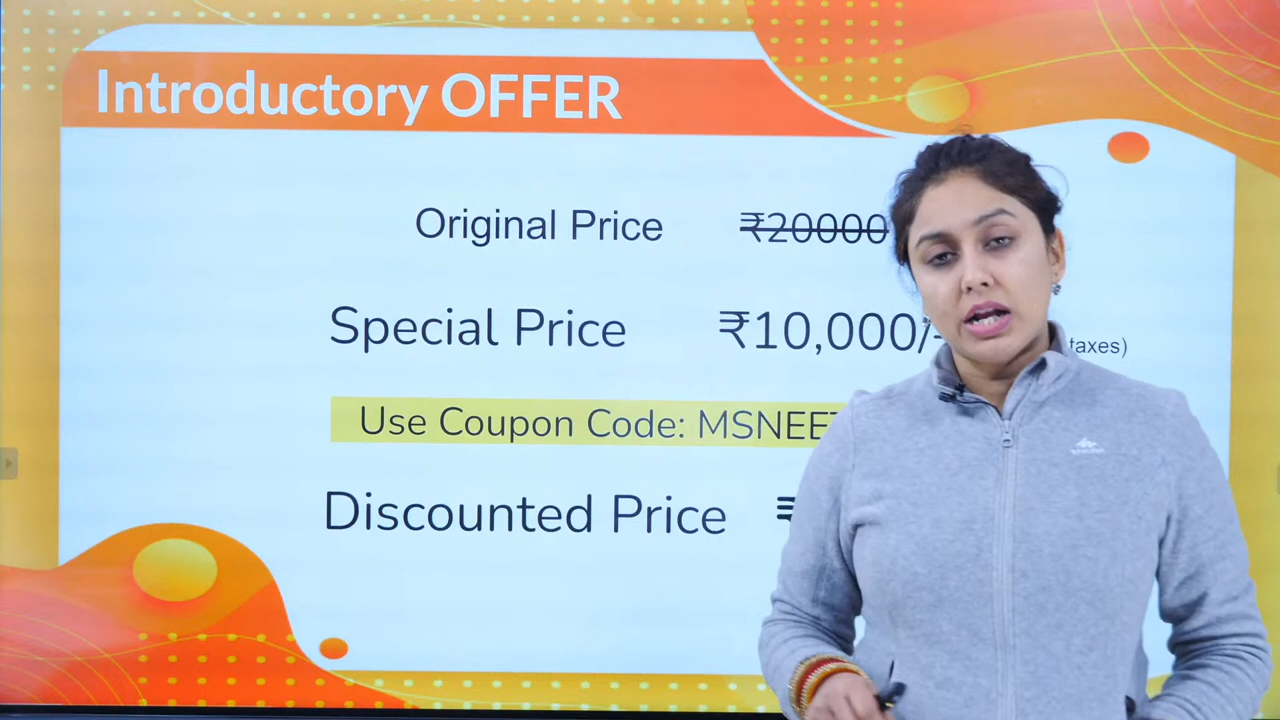 Introductory OFFER
Original Price ₹20000
Special Price ₹10,000/-
taxes)
Use Coupon Code: MSNEET
Discounted Price ₹